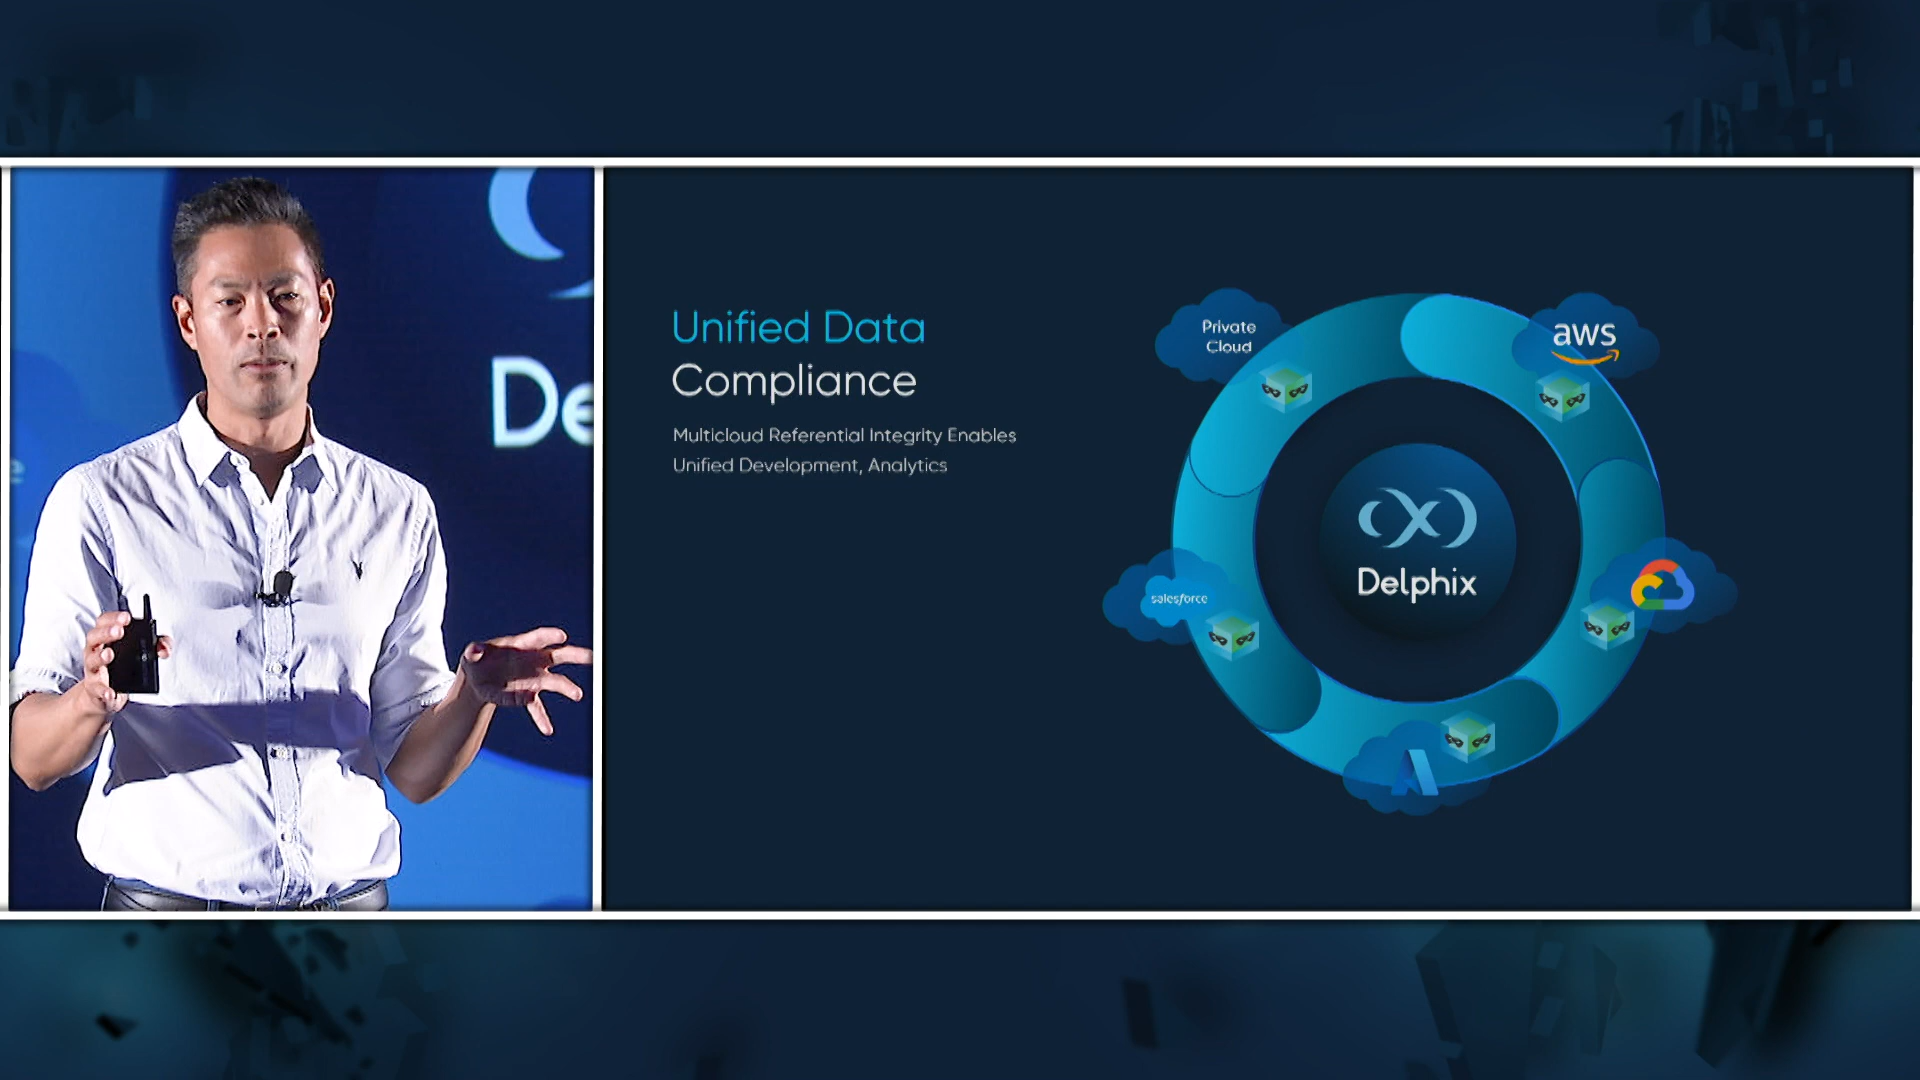 De
e
Unified Data
Compliance
Multicloud Referential Integrity Enables
Unified Development, Analytics
Private
Cloud
aws
salesforce
Delphix